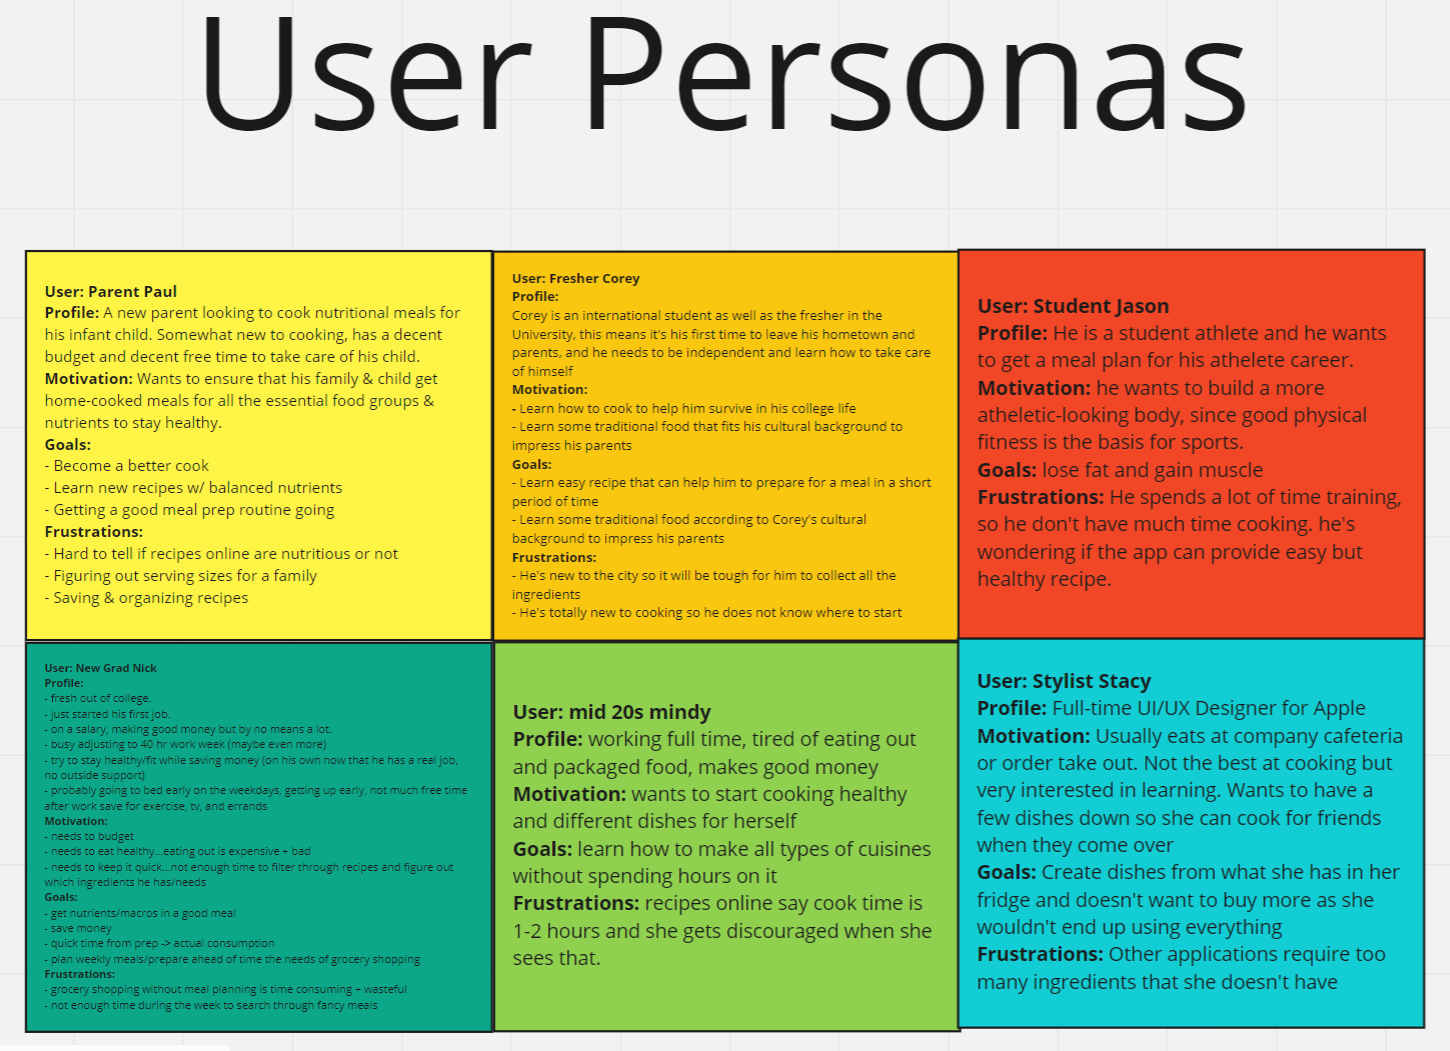 User Personas
User: Parent Paul
Profile: A new parent looking to cook nutritional meals for
his infant child. Somewhat new to cooking, has a decent
budget and decent free time to take care of his child.
Motivation: Wants to ensure that his family & child get
home-cooked meals for all the essential food groups &
nutrients to stay healthy.
Goals:
- Become a better cook
- Learn new recipes w/ balanced nutrients
- Getting a good meal prep routine going
Frustrations:
- Hard to tell if recipes online are nutritious or not
- Figuring out serving sizes for a family
- Saving & organizing recipes
User: Fresher Corey
Profile:
Corey is an international student as well as the fresher in the
University, this means it's his first time to leave his hometown and
parents, and he needs to be independent and learn how to take care
of himself
Motivation:
- Learn how to cook to help him survive in his college life
- Learn some traditional food that fits his cultural background to
impress his parents
Goals:
- Learn easy recipe that can help him to prepare for a meal in a short
period of time
- Learn some traditional food according to Corey's cultural
background to impress his parents
Frustrations:
- He's new to the city so it will be tough for him to collect all the
ingredients
- He's totally new to cooking so he does not know where to start
User: Student Jason
Profile: He is a student athlete and he wants
to get a meal plan for his athelete career.
Motivation: he wants to build a more
atheletic-looking body, since good physical
fitness is the basis for sports.
Goals: lose fat and gain muscle
Frustrations: He spends a lot of time training,
so he don't have much time cooking. he's
wondering if the app can provide easy but
healthy recipe.
User: New Grad Nick
Profile:
- fresh out of college.
- just started his first job.
- on a salary, making good money but by no means a lot.
- busy adjusting to 40 hr work week (maybe even more)
- try to stay healthy/fit while saving money (on his own now that he has a real job,
no outside support)
- probably going to bed early on the weekdays, getting up early, not much free time
after work save for exercise, tv, and errands
Motivation:
- needs to budget
- needs to eat healthy...eating out is expensive + bad
- needs to keep it quick...not enough time to filter through recipes and figure out
which ingredients he has/needs
Goals:
- get nutrients/macros in a good meal
- save money
- quick time from prep -> actual consumption
- plan weekly meals/prepare ahead of time the needs of grocery shopping
Frustrations:
- grocery shopping without meal planning is time consuming + wasteful
- not enough time during the week to search through fancy meals
User: mid 20s mindy
Profile: working full time, tired of eating out
and packaged food, makes good money
Motivation: wants to start cooking healthy
and different dishes for herself
Goals: learn how to make all types of cuisines
without spending hours on it
Frustrations: recipes online say cook time is
1-2 hours and she gets discouraged when she
sees that.
User: Stylist Stacy
Profile: Full-time UI/UX Designer for Apple
Motivation: Usually eats at company cafeteria
or order take out. Not the best at cooking but
very interested in learning. Wants to have a
few dishes down so she can cook for friends
when they come over
Goals: Create dishes from what she has in her
fridge and doesn't want to buy more as she
wouldn't end up using everything
Frustrations: Other applications require too
many ingredients that she doesn't have